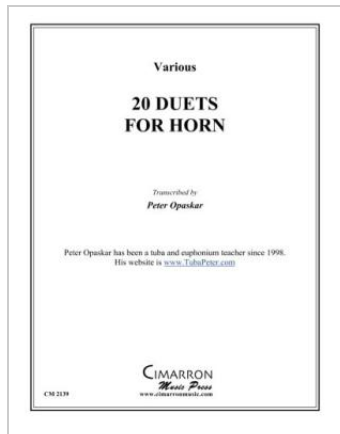 Various
20 DUETS
FOR HORN
Transcribed by
Peter Opaskar
Peter Opaskar has been a tuba and euphonium teacher since 1998.
His website is www.TubaPeter.com
CIMARRON
Music Press
CM 2139
www.cimarronmusic.com